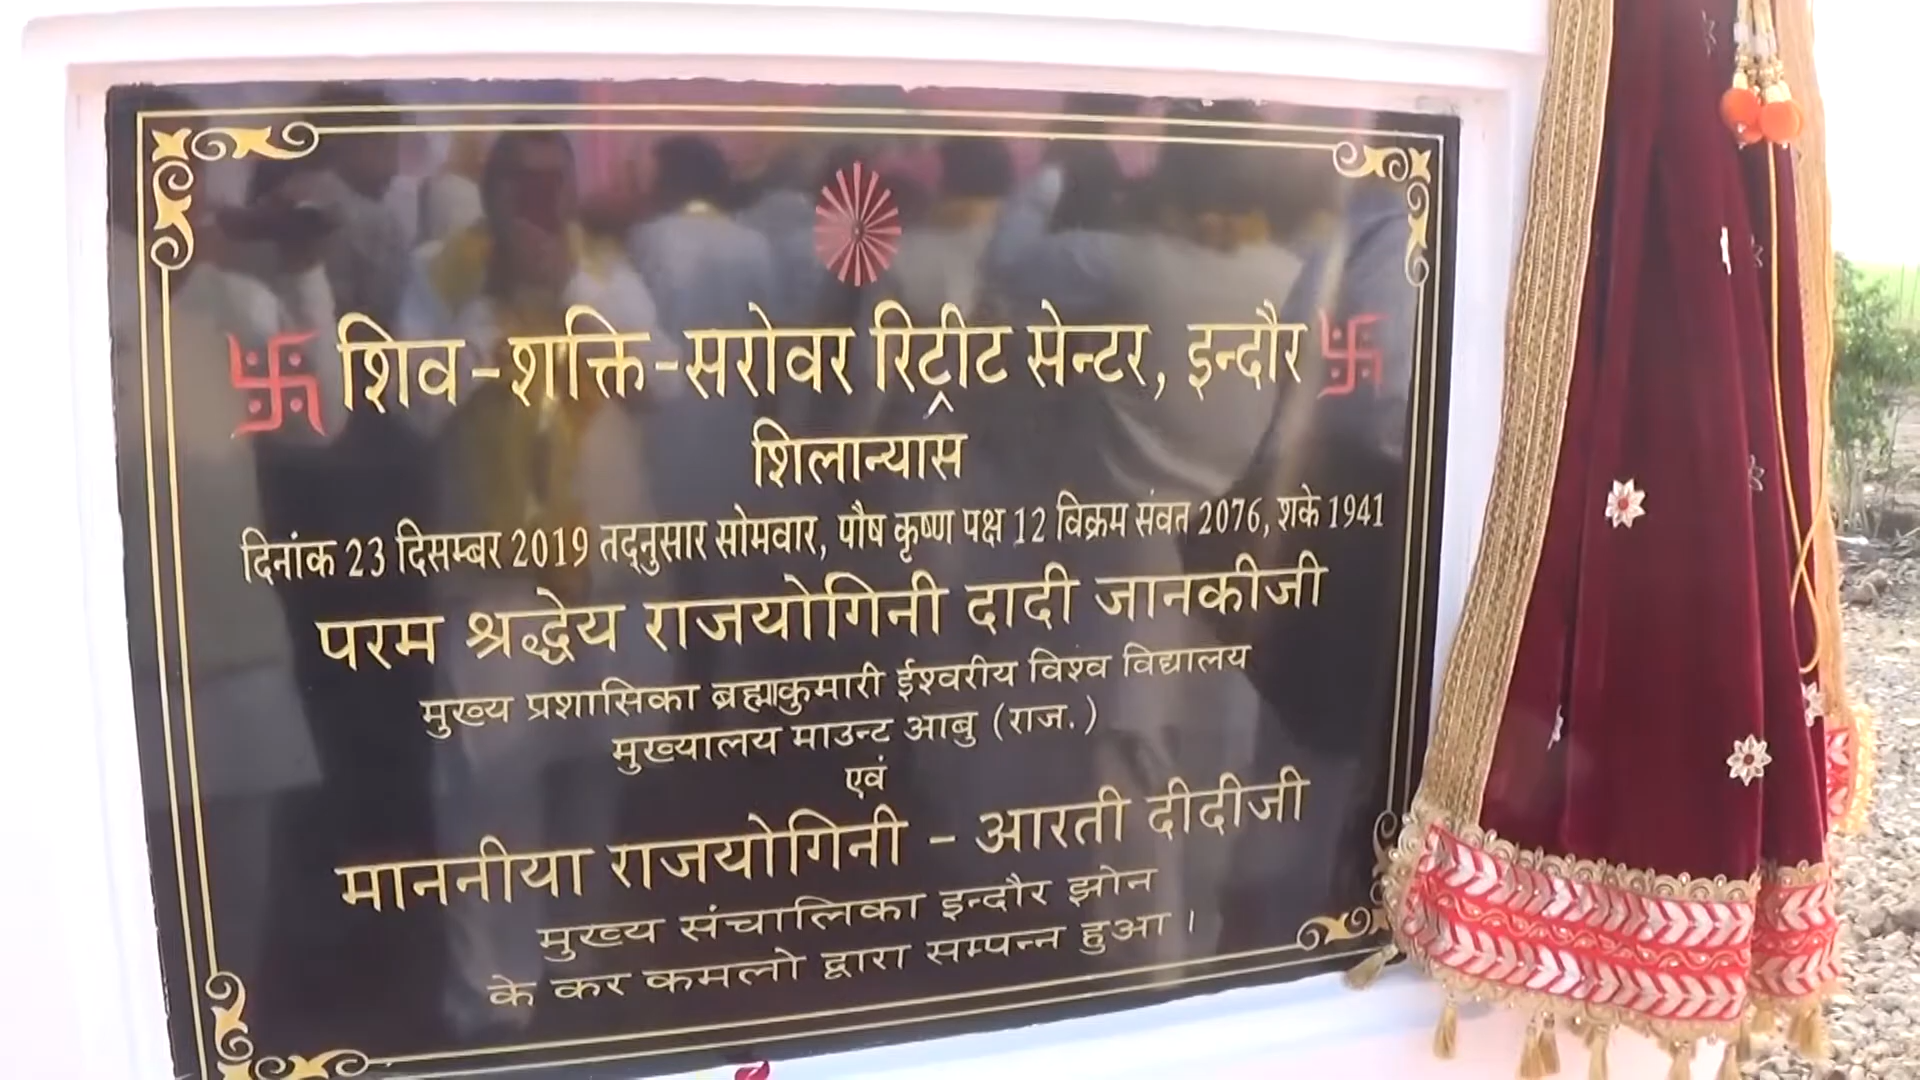 शिव-शक्ति-सरोवर रिट्रीट सेन्टर, इन्दौर
शिलान्यास
दिनांक 23 दिसम्बर 2019 तद्नुसार सोमवार, पौष कृष्ण पक्ष 12 विक्रम संवत 2076, शके 1941
परम श्रद्धेय राजयोगिनी दादी जानकीजी
मुख्य प्रशासिका ब्रह्माकुमारी ईश्वरीय विश्व विद्यालय
मुख्यालय माउन्ट आबु (राज.)
एवं
माननीया राजयोगिनी - आरती दीदीजी
मुख्य संचालिका इन्दौर झोन
के कर कमलो द्वारा सम्पन्न हुआ ।